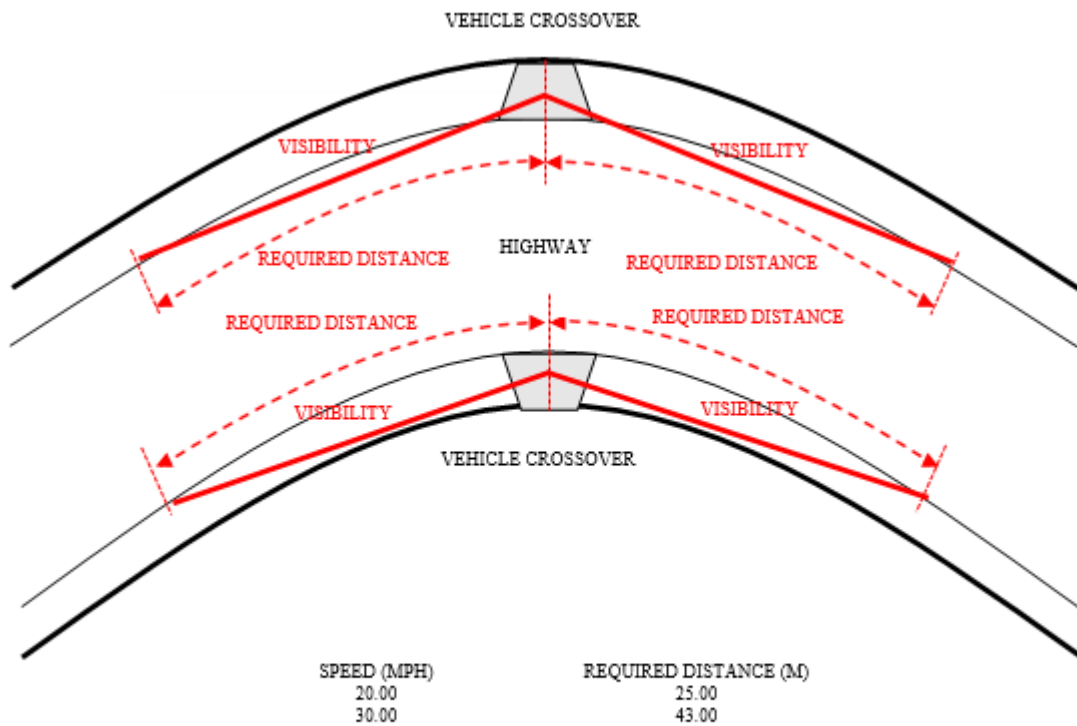 VEHICLE CROSSOVER
VISIBILITY
VISIBILITY
REQUIRED DISTANCE
HIGHWAY
REQUIRED DISTANCE
REQUIRED DISTANCE
REQUIRED DISTANCE
VISIBILITY
VISIBILITY
VEHICLE CROSSOVER
SPEED (MPH) REQUIRED DISTANCE (M)
20.00 25.00
30.00 43.00